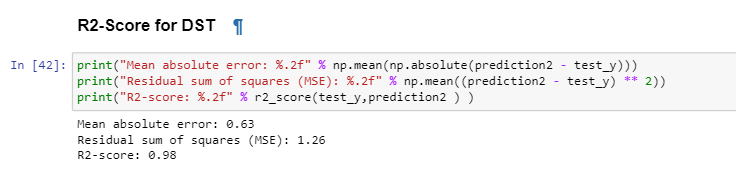 R2-Score for DST ¶
In [42]: print("Mean absolute error: %.2f" % np.mean(np.absolute(prediction2 - test_y)))
print("Residual sum of squares (MSE): %.2f" % np.mean((prediction2 - test_y) ** 2))
print("R2-score: %.2f" % r2_score(test_y,prediction2 ) )
Mean absolute error: 0.63
Residual sum of squares (MSE): 1.26
R2-score: 0.98